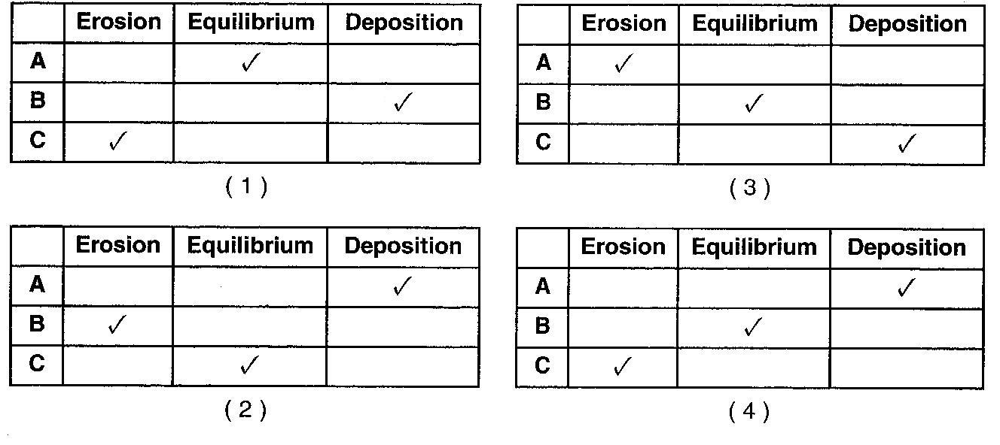 Erosion Equilibrium Deposition
A ✓
B ✓
C ✓
(1)
Erosion Equilibrium Deposition
A ✓
B ✓
C ✓
(3)
Erosion Equilibrium Deposition
A ✓
B ✓
C ✓
(2)
Erosion Equilibrium Deposition
A ✓
B ✓
C ✓
(4)